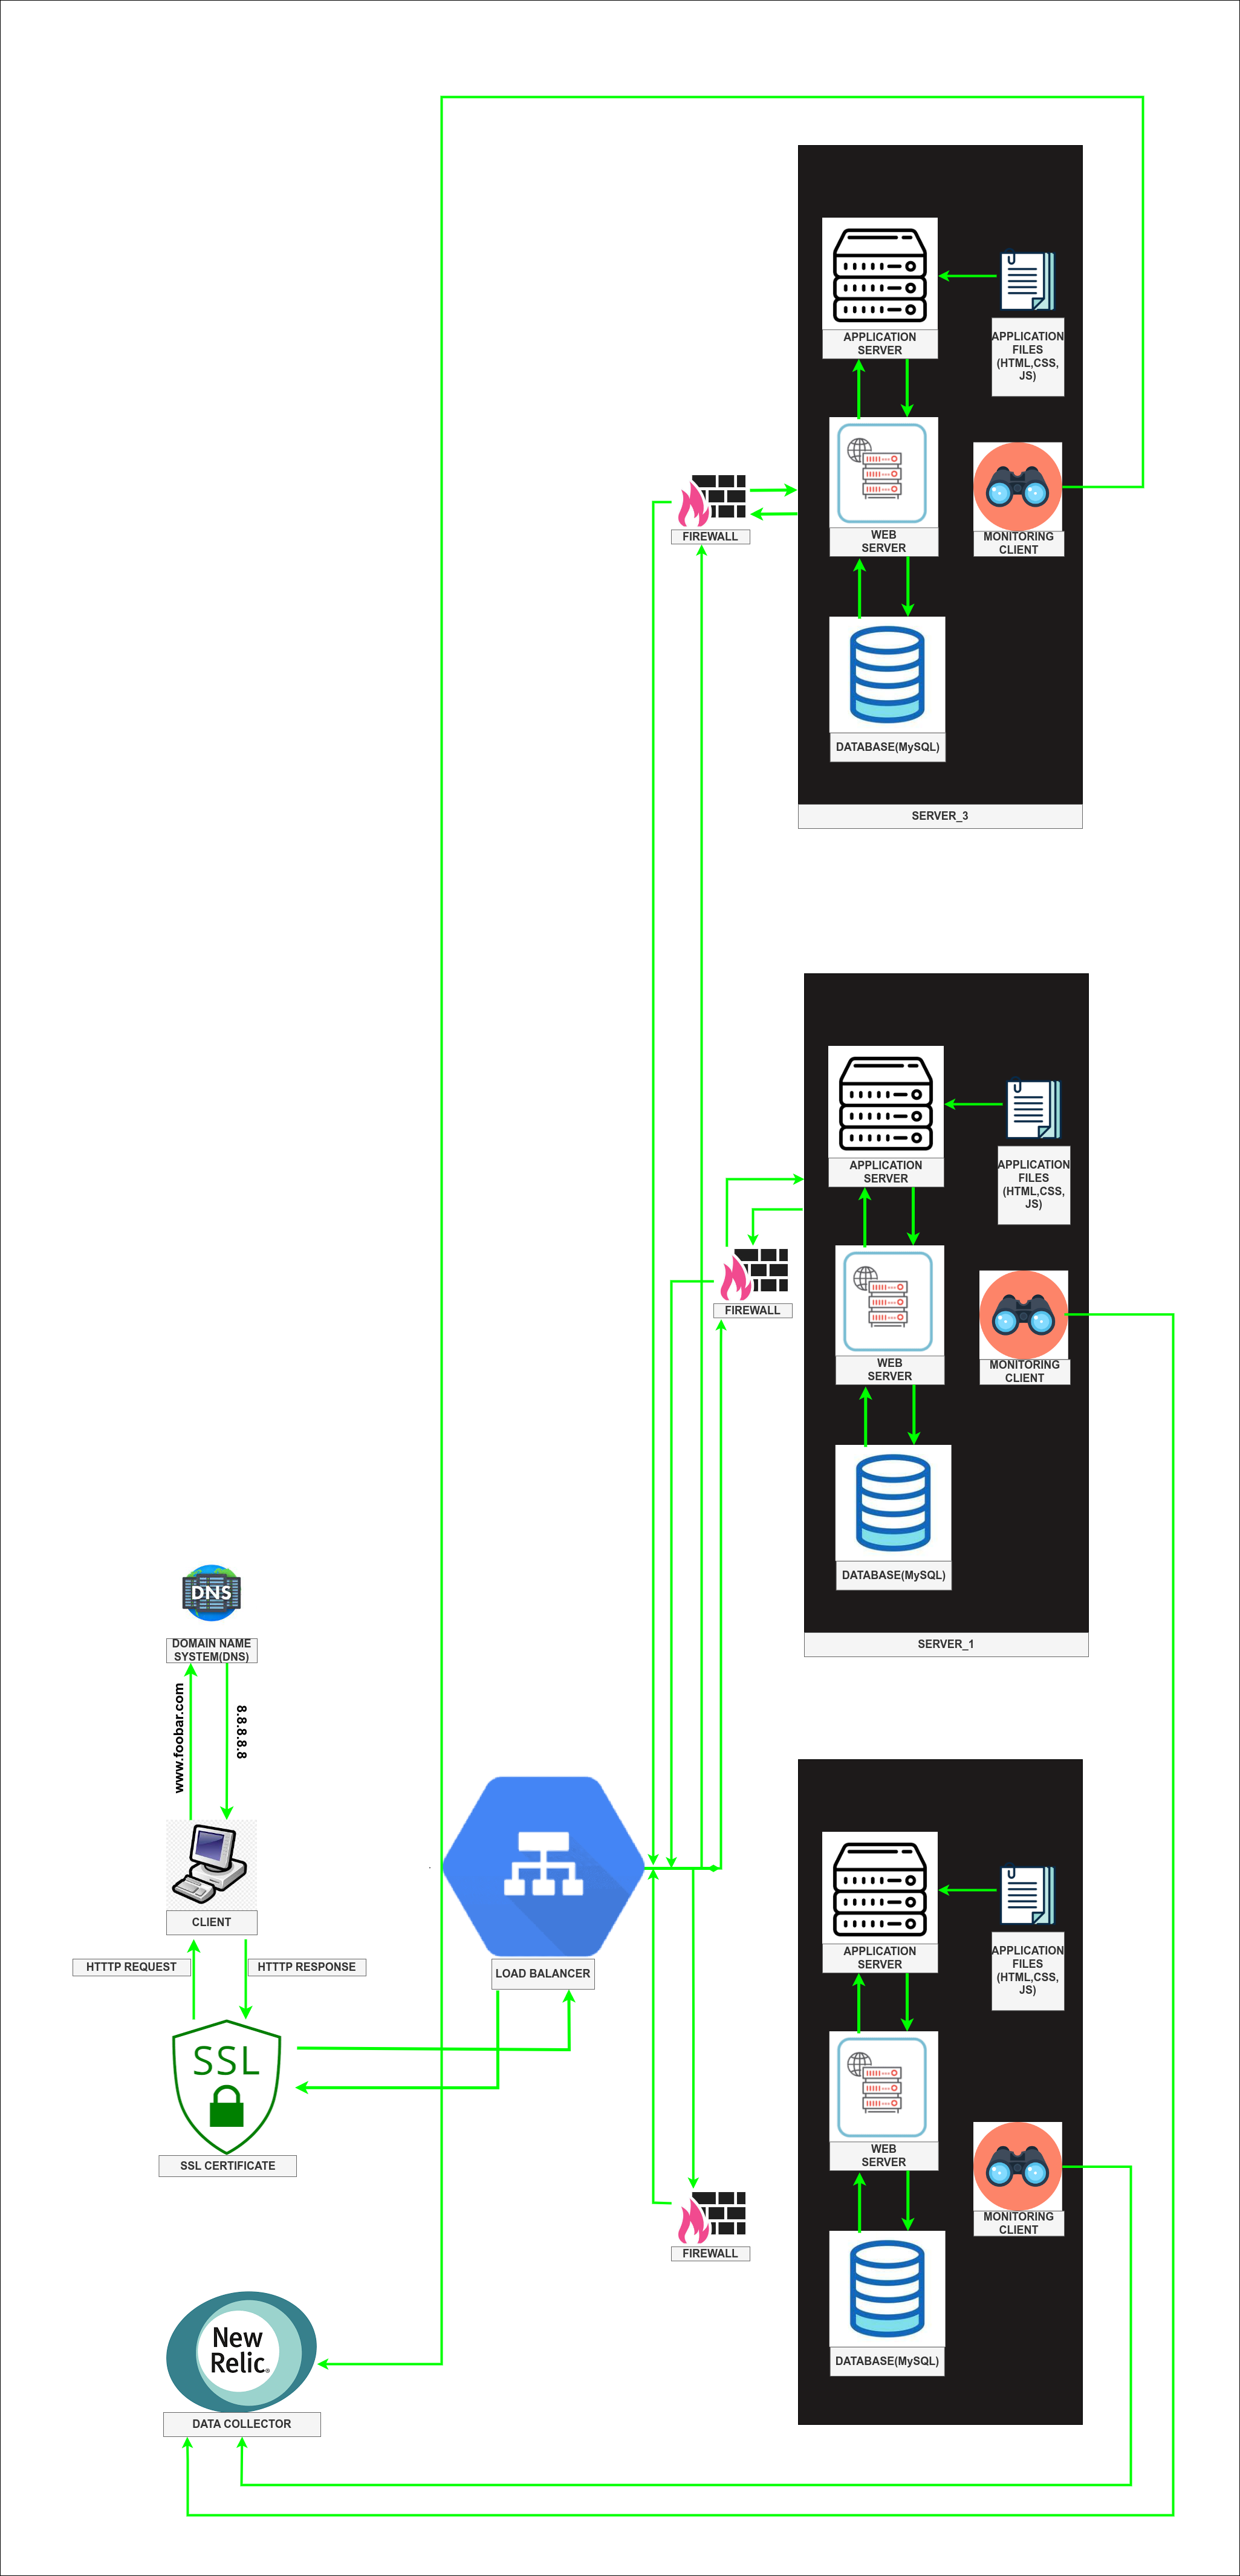 APPLICATION
SERVER
APPLICATION
FILES
(HTML,CSS,
JS)
WEB
SERVER
MONITORING
CLIENT
FIREWALL
DATABASE(MySQL)
SERVER_3
APPLICATION
SERVER
APPLICATION
FILES
(HTML,CSS,
JS)
FIREWALL
WEB
SERVER
MONITORING
CLIENT
DATABASE(MySQL)
SERVER_1
DNS
DOMAIN NAME
SYSTEM(DNS)
www.foobar.com
8.8.8.8.8
CLIENT
HTTTP REQUEST
HTTTP RESPONSE
LOAD BALANCER
SSL
SSL CERTIFICATE
APPLICATION
SERVER
APPLICATION
FILES
(HTML,CSS,
JS)
WEB
SERVER
MONITORING
CLIENT
FIREWALL
DATABASE(MySQL)
New
Relic®
DATA COLLECTOR